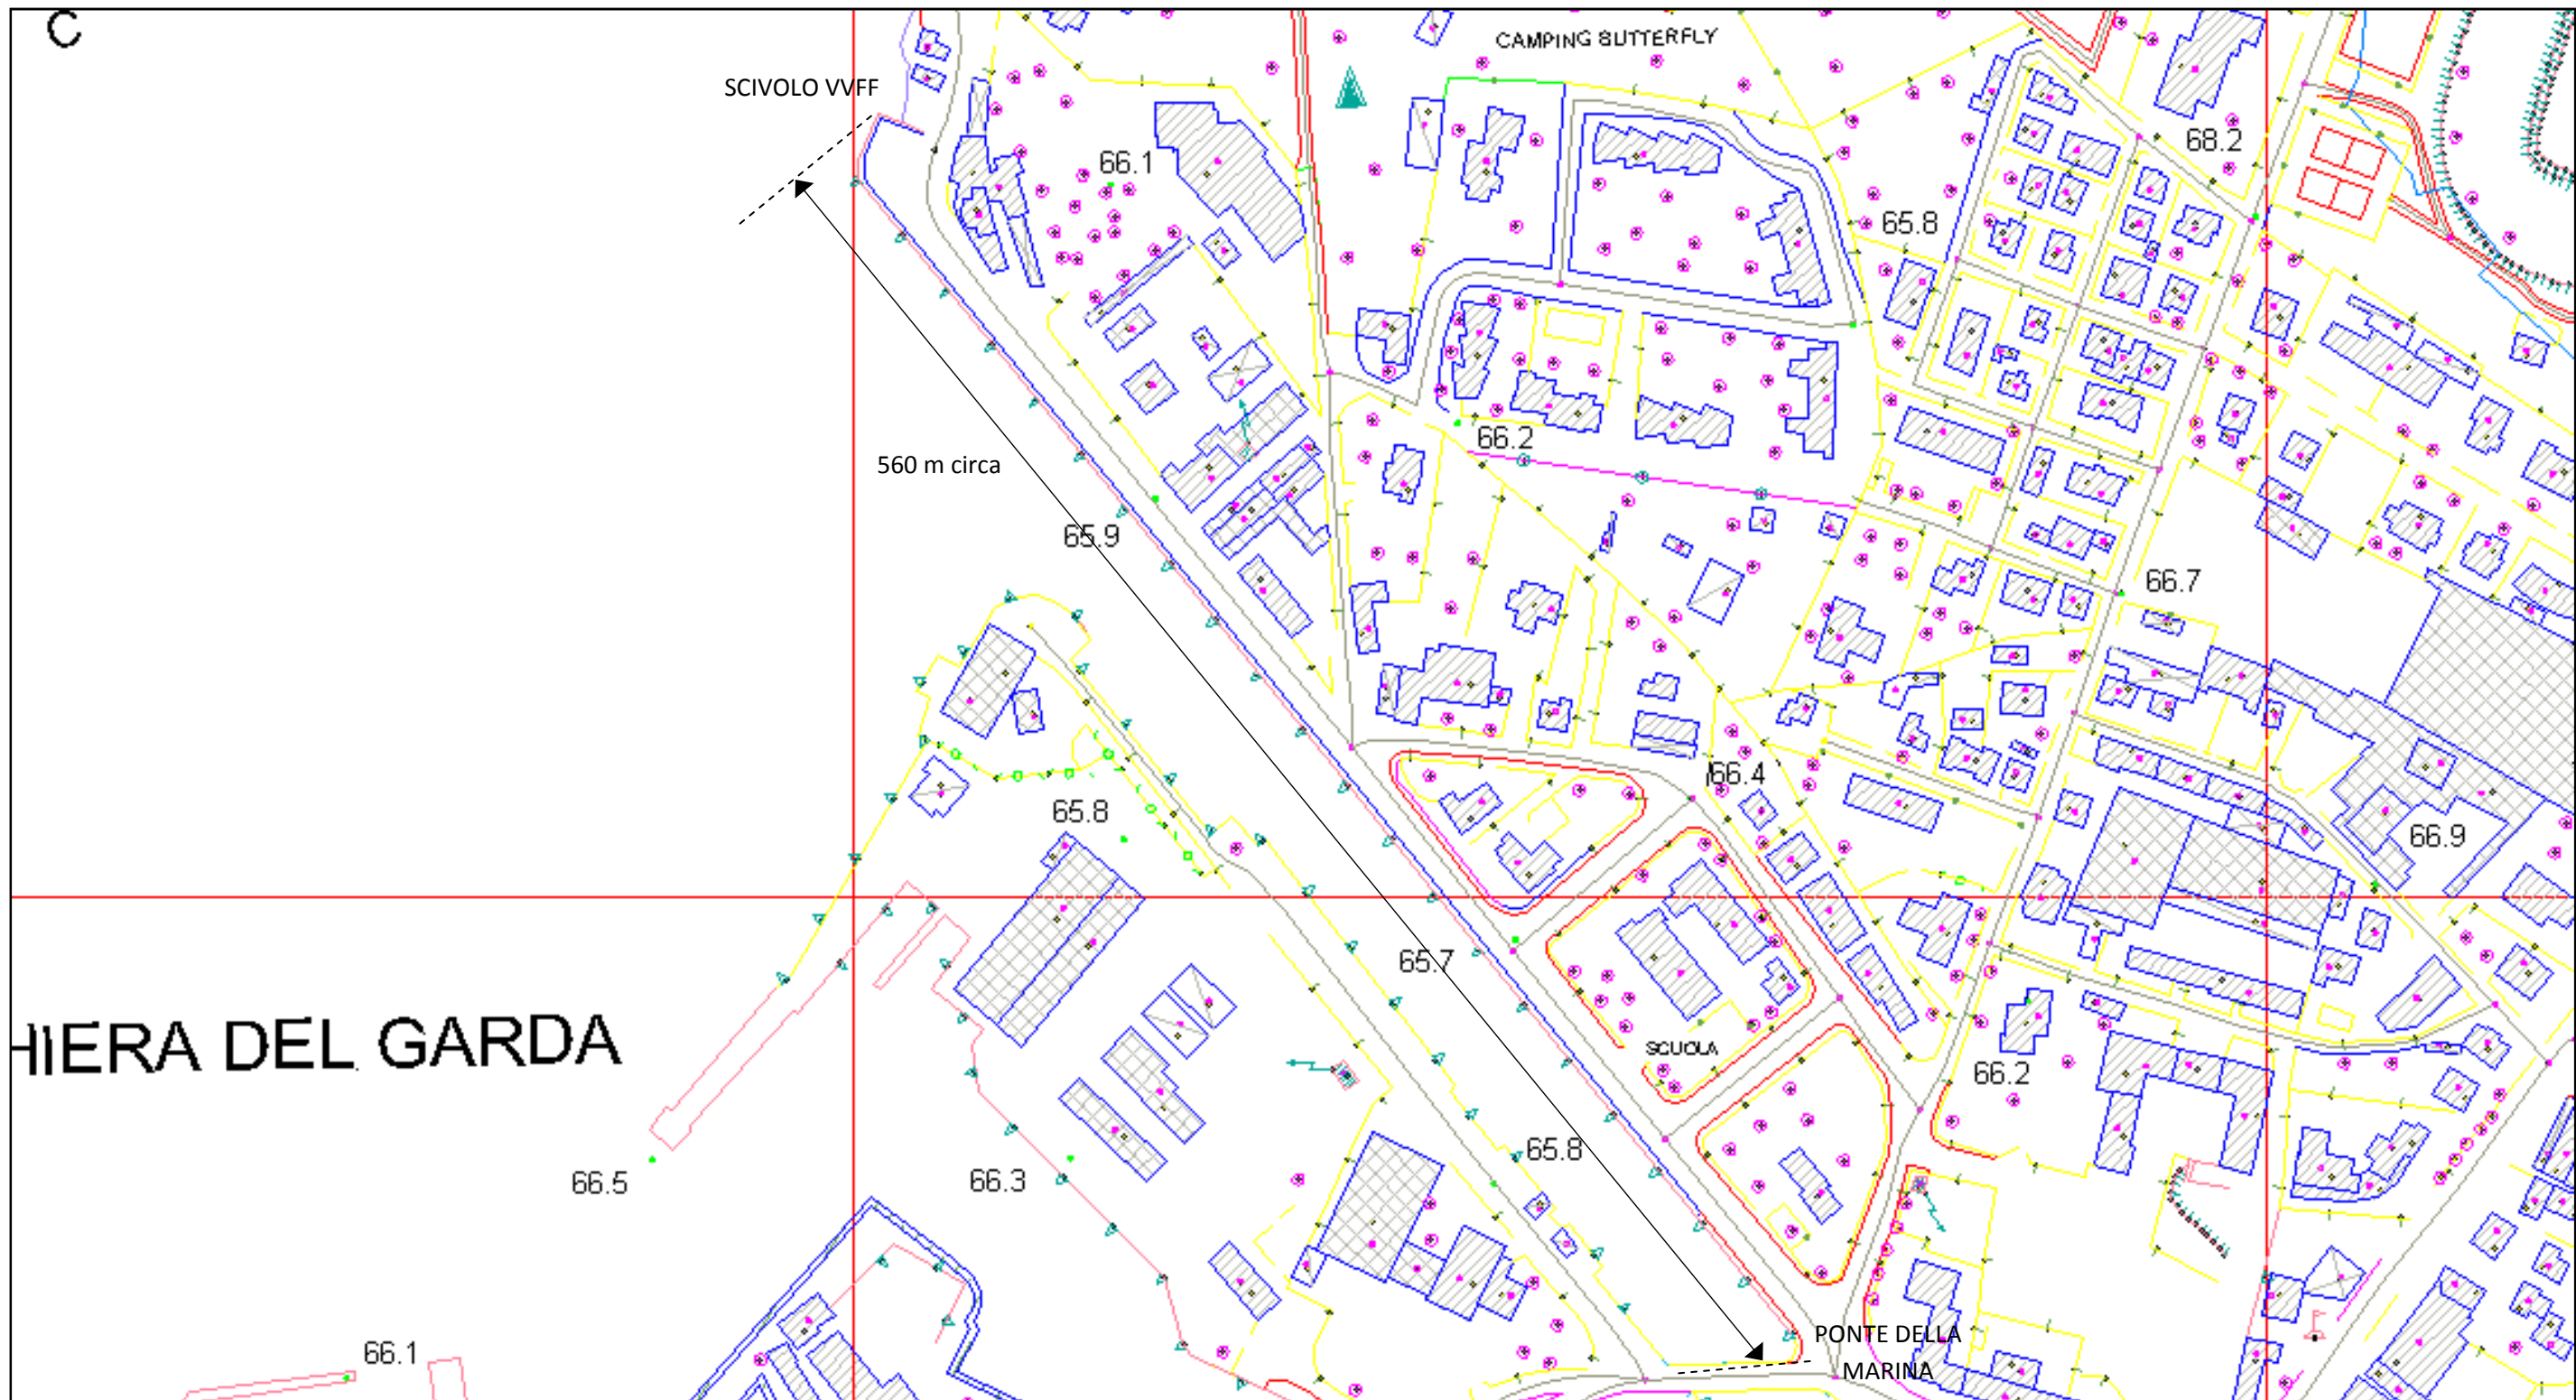 C
CAMPING BUTTERFLY
SCIVOLO VVFF
68.2
66.1
65.8
66.2
560 m circa
65.9
66.7
66.4
65.8
66.9
65.7
HIERA DEL GARDA
SCUOLA
66.2
65.8
66.5
66.3
PONTE DELLA
MARINA
66.1